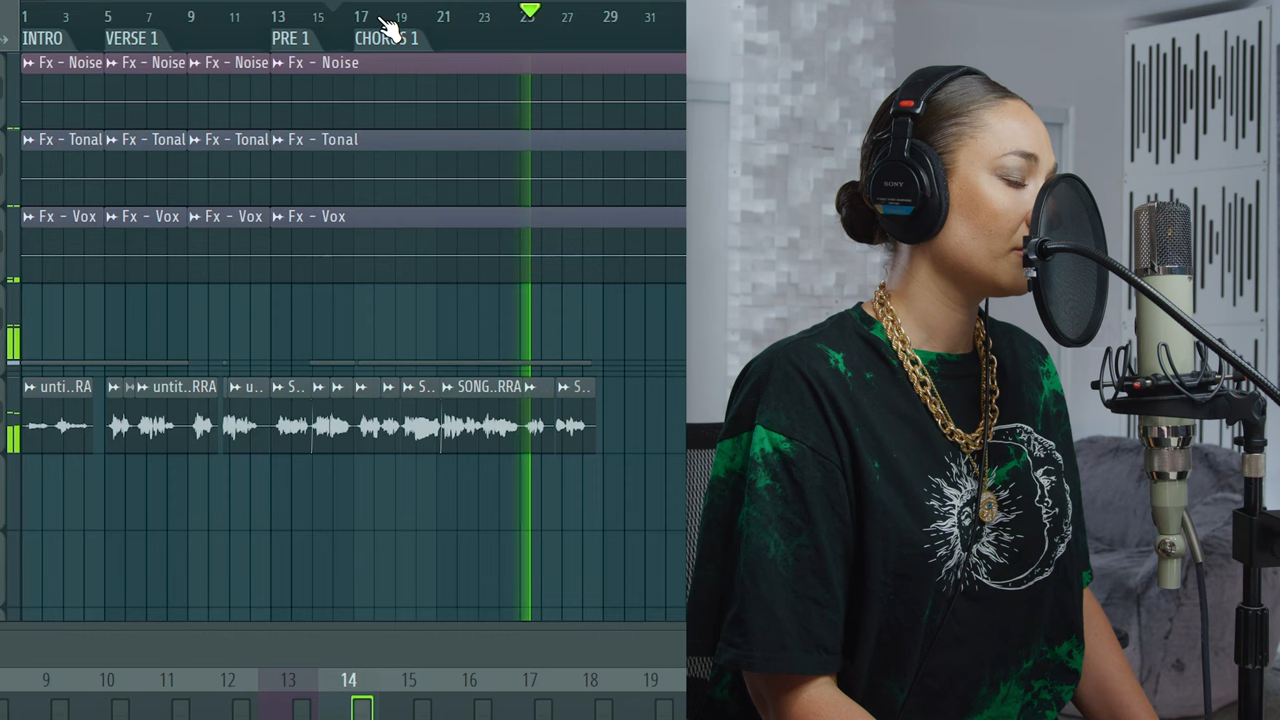 1 3 5 7 9 11 13 15 17 19 21 23 25 27 29 31
INTRO VERSE 1 PRE 1 CHORUS 1
Fx - Noise Fx - Noise Fx - Noise Fx - Noise
Fx - Tonal Fx - Tonal Fx - Tonal Fx - Tonal
Fx - Vox Fx - Vox Fx - Vox Fx - Vox
unti..RA untit..RRA u.. S.. S.. SONG..RRA S..
9 10 11 12 13 14 15 16 17 18 19
SONY